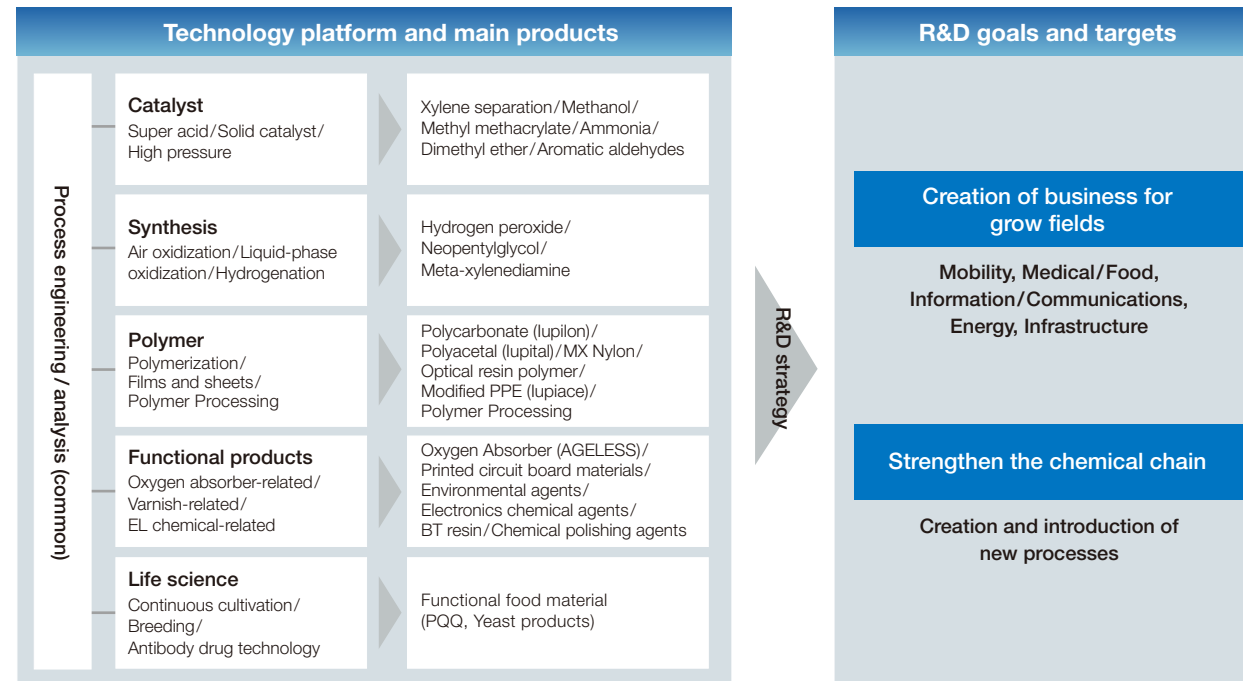 Technology platform and main products
Process engineering / analysis (common)
Catalyst
Super acid/Solid catalyst/
High pressure
Xylene separation/Methanol/
Methyl methacrylate/Ammonia/
Dimethyl ether/Aromatic aldehydes
Synthesis
Air oxidization/Liquid-phase
oxidization/Hydrogenation
Hydrogen peroxide/
Neopentylglycol/
Meta-xylenediamine
Polymer
Polymerization/
Films and sheets/
Polymer Processing
Polycarbonate (Iupilon)/
Polyacetal (Iupital)/MX Nylon/
Optical resin polymer/
Modified PPE (Iupiace)/
Polymer Processing
Functional products
Oxygen absorber-related/
Varnish-related/
EL chemical-related
Oxygen Absorber (AGELESS)/
Printed circuit board materials/
Environmental agents/
Electronics chemical agents/
BT resin/Chemical polishing agents
Life science
Continuous cultivation/
Breeding/
Antibody drug technology
Functional food material
(PQQ, Yeast products)
R&D strategy
R&D goals and targets
Creation of business for
grow fields
Mobility, Medical/Food,
Information/Communications,
Energy, Infrastructure
Strengthen the chemical chain
Creation and introduction of
new processes